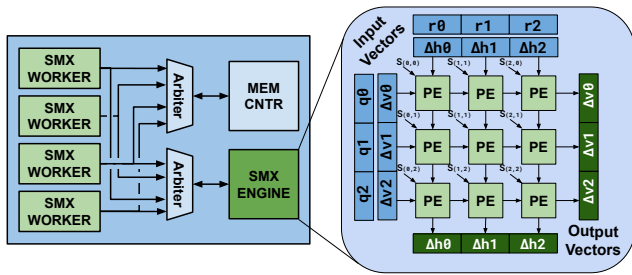 SMX
WORKER
SMX
WORKER
SMX
WORKER
SMX
WORKER
Arbiter
Arbiter
MEM
CNTR
SMX
ENGINE
Input
Vectors
r0 r1 r2
Δh0 Δh1 Δh2
S(0,0) S(1,1) S(2,0)
q0 Δv0 PE PE PE Δv0
S(0,1) S(1,1) S(2,1)
q1 Δv1 PE PE PE Δv1
S(0,2) S(1,2) S(2,2)
q2 Δv2 PE PE PE Δv2
Δh0 Δh1 Δh2
Output
Vectors